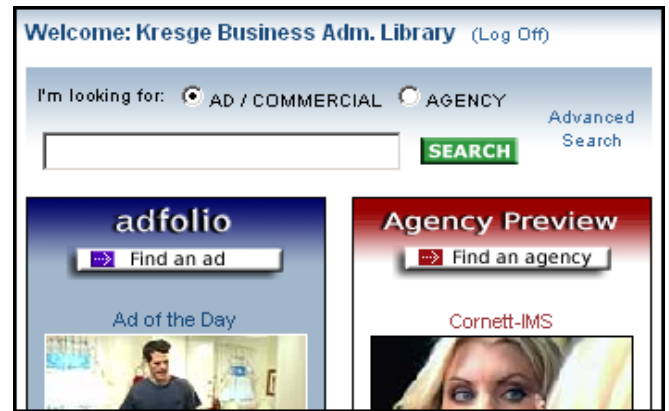 Welcome: Kresge Business Adm. Library (Log Off)
I'm looking for: AD / COMMERCIAL AGENCY
Advanced Search
SEARCH
adfolio
Find an ad
Ad of the Day
Agency Preview
Find an agency
Cornett-IMS